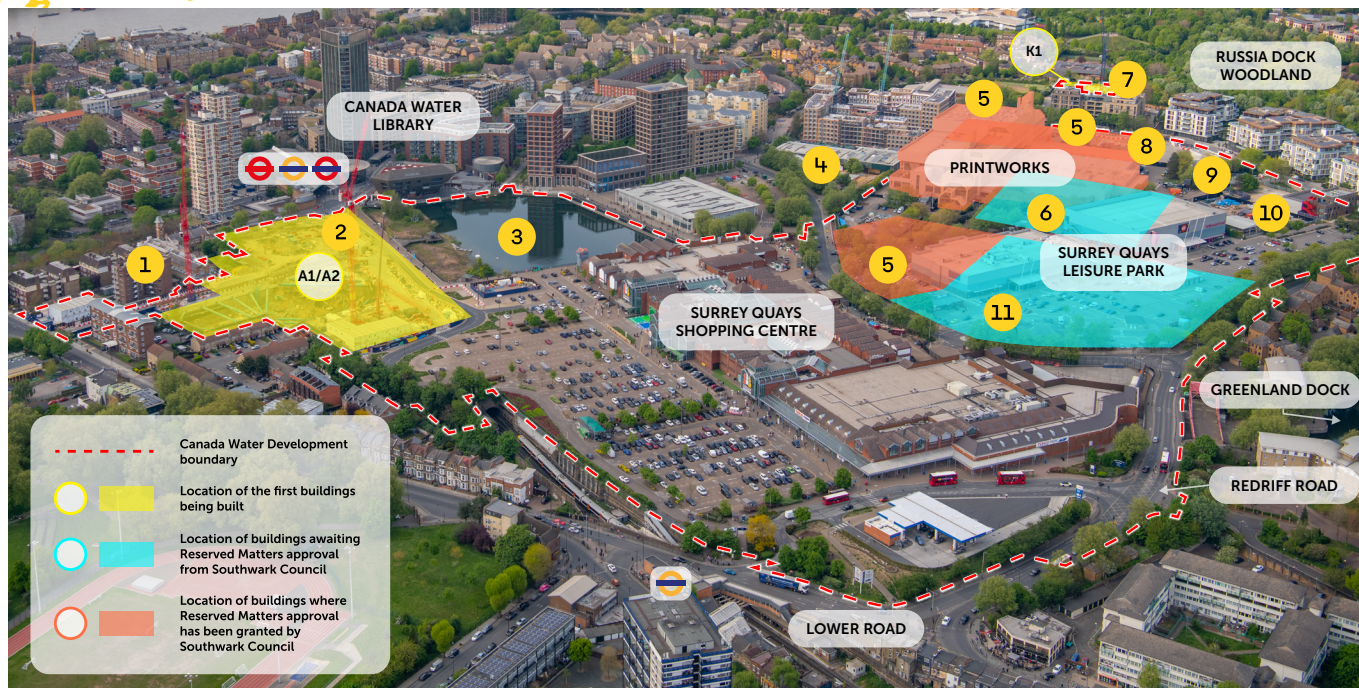 K1
RUSSIA DOCK
WOODLAND
7
5
CANADA WATER
LIBRARY
5
8
4
PRINTWORKS
9
6
10
2
3
1
A1/A2
5
SURREY QUAYS
LEISURE PARK
11
SURREY QUAYS
SHOPPING CENTRE
GREENLAND DOCK
REDRIFF ROAD
LOWER ROAD
Canada Water Development
boundary
Location of the first buildings
being built
Location of buildings awaiting
Reserved Matters approval
from Southwark Council
Location of buildings where
Reserved Matters approval
has been granted by
Southwark Council